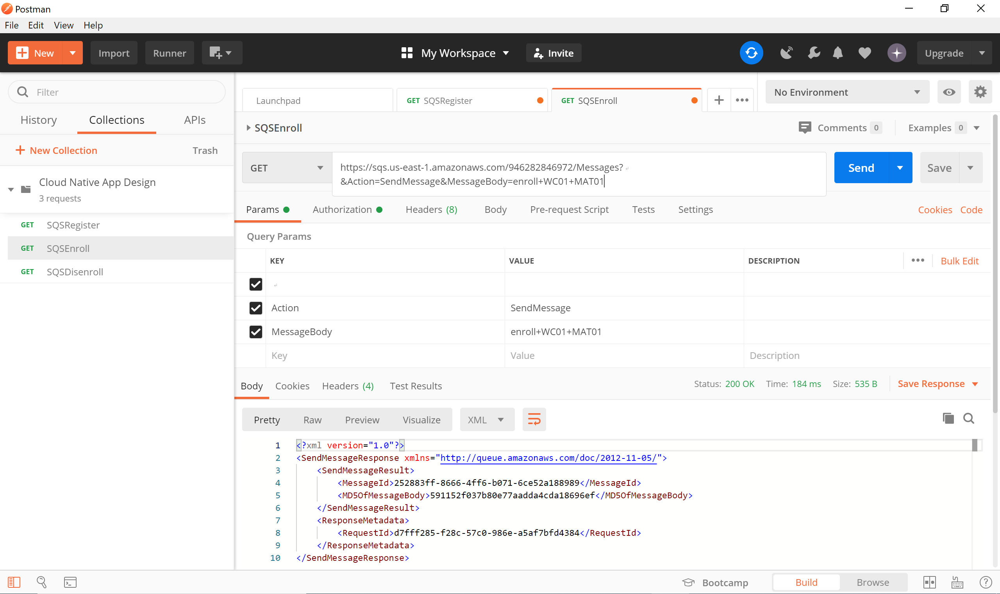 Postman
File Edit View Help
New Import Runner My Workspace Invite Upgrade
Filter
History Collections APIs
New Collection Trash
Cloud Native App Design
3 requests
GET SQSRegister
GET SQSEnroll
GET SQSDisenroll
Launchpad GET SQSRegister GET SQSEnroll No Environment
SQSEnroll Comments 0 Examples 0
GET https://sqs.us-east-1.amazonaws.com/946282846972/Messages?
&Action=SendMessage&MessageBody=enroll+WC01+MAT01
Send Save
Params Authorization Headers (8) Body Pre-request Script Tests Settings Cookies Code
Query Params
KEY VALUE DESCRIPTION Bulk Edit
Action SendMessage
MessageBody enroll+WC01+MAT01
Key Value Description
Body Cookies Headers (4) Test Results Status: 200 OK Time: 184 ms Size: 535 B Save Response
Pretty Raw Preview Visualize XML
1 <?xml version="1.0"?>
2 <SendMessageResponse xmlns="http://queue.amazonaws.com/doc/2012-11-05/">
3 <SendMessageResult>
4 <MessageId>252883ff-8666-4ff6-b071-6ce52a188989</MessageId>
5 <MD5OfMessageBody>591152f037b80e77aadda4cda18696ef</MD5OfMessageBody>
6 </SendMessageResult>
7 <ResponseMetadata>
8 <RequestId>d7fff285-f28c-57c0-986e-a5af7bfd4384</RequestId>
9 </ResponseMetadata>
10 </SendMessageResponse>
Bootcamp Build Browse